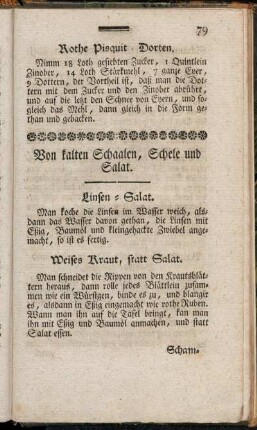 79
Rothe Pisquit-Dorten.
Nimm 18 Loth gesiebten Zucker, 1 Quintlein
Zinober, 14 Loth Stärkmehl, 7 gantze Eyer,
9 Dottern, der Vortheil ist, daß man die Dot-
tern mit dem Zucker und den Zinober abrührt,
und auf die letzt den Schnee von Eyern, und so-
gleich das Mehl, dann gleich in die Form ge-
than und gebacken.
Von kalten Schaalen, Schele und
Salat.
Linsen-Salat.
Man koche die Linsen im Wasser weich, als-
dann das Wasser davon gethan, die Linsen mit
Eßig, Baumöl und kleingehackte Zwiebel ange-
macht, so ist es fertig.
Weises Kraut, statt Salat.
Man schneidet die Rippen von den Krautsblät-
tern heraus, dann rolle jedes Blättlein zusam-
men wie ein Würstgen, binde es zu, und blangir
es, alsdann in Eßig eingemacht wie rothe Ruben.
Wann man ihn auf die Tafel bringt, kan man
ihn mit Eßig und Baumöl anmachen, und statt
Salat essen.
Scham-